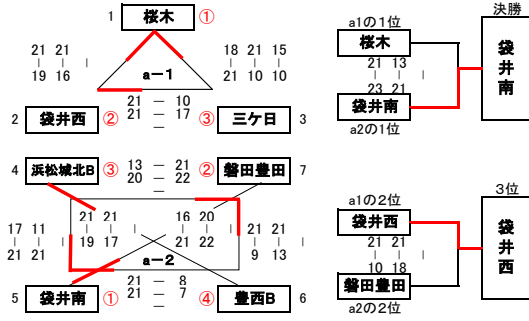 1 桜木 ①
21 21
| | |
19 16
18 21 15
| | |
21 10 10
a－1
2 袋井西 ②
21 — 10
21 — 17
—
③ 三ケ日 3
4 浜松城北B ③
13 — 21
20 — 22
—
② 磐田豊田 7
17 11
| | |
21 21
21 21
| | |
19 17
16 20
| | |
21 22
21 21
| | |
9 13
a－2
5 袋井南 ①
21 — 8
21 — 7
—
④ 豊西B 6
決勝
a1の1位
桜木
21 13
| | |
23 21
袋井南
a2の1位
袋井南
3位
a1の2位
袋井西
21 21
| | |
10 18
磐田豊田
a2の2位
袋井西